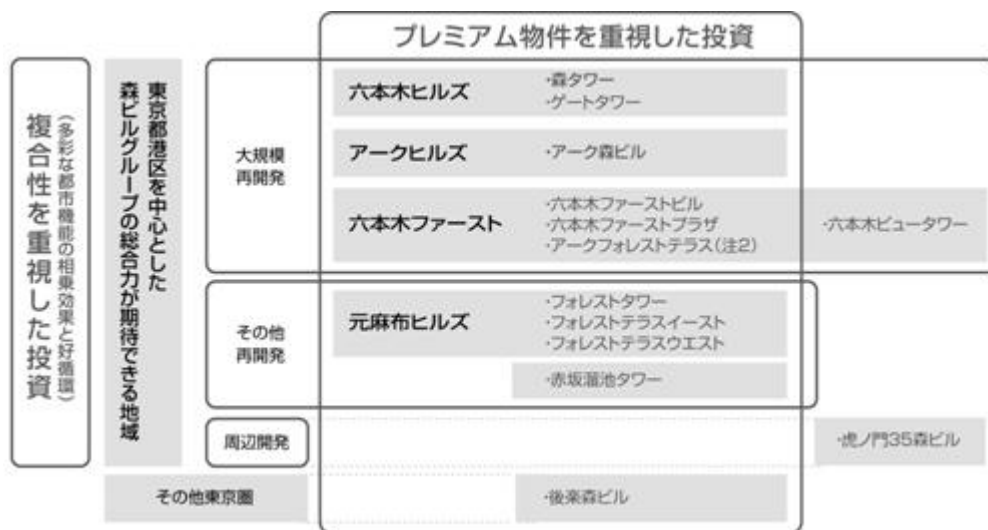 プレミアム物件を重視した投資
複合性を重視した投資
(多彩な都市機能の相乗効果と好循環)
東京都港区を中心とした
森ビルグループの総合力が期待できる地域
大規模
再開発
六本木ヒルズ
・森タワー
・ゲートタワー
アークヒルズ
・アーク森ビル
六本木ファースト
・六本木ファーストビル
・六本木ファーストプラザ
・アークフォレストテラス(注2)
・六本木ビュータワー
その他
再開発
元麻布ヒルズ
・フォレストタワー
・フォレストテラスイースト
・フォレストテラスウエスト
・赤坂溜池タワー
周辺開発
・虎ノ門35森ビル
その他東京圏
・後楽森ビル